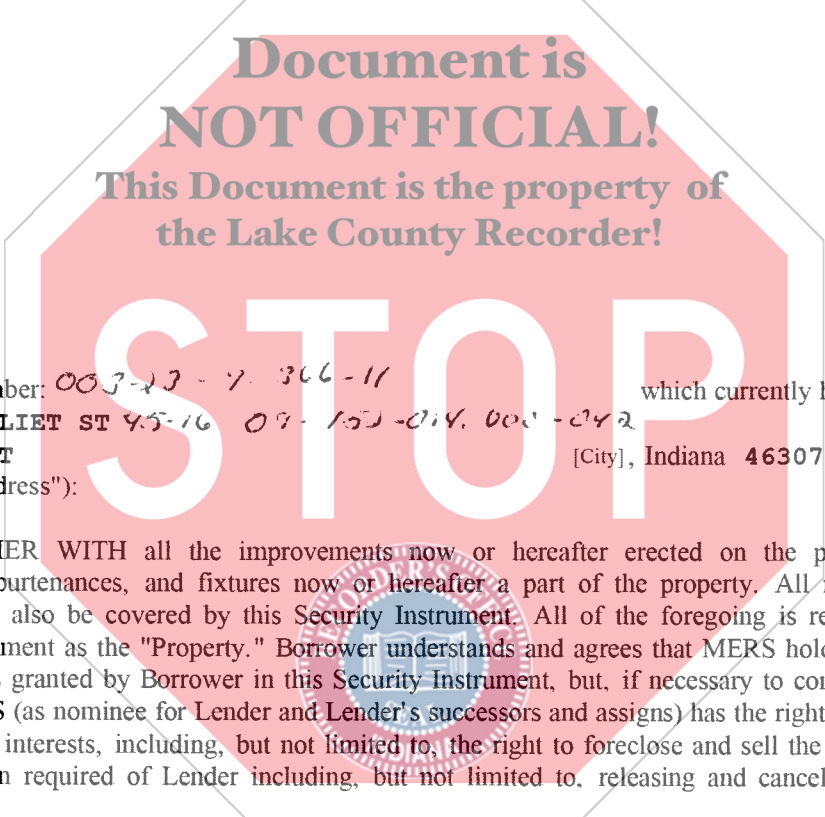 Document is
NOT OFFICIAL!
This Document is the property of
the Lake County Recorder!
STOP
ber: 003-23-7-366-11 which currently h
LIET ST 45-16 09- -014.000-042
T [City], Indiana 46307
dress"):
IER WITH all the improvements now or hereafter erected on the p
purtenances, and fixtures now or hereafter a part of the property. All
also be covered by this Security Instrument. All of the foregoing is re
ment as the "Property." Borrower understands and agrees that MERS hold
granted by Borrower in this Security Instrument, but, if necessary to con
S (as nominee for Lender and Lender's successors and assigns) has the right
interests, including, but not limited to, the right to foreclose and sell the
n required of Lender including, but not limited to, releasing and cancel